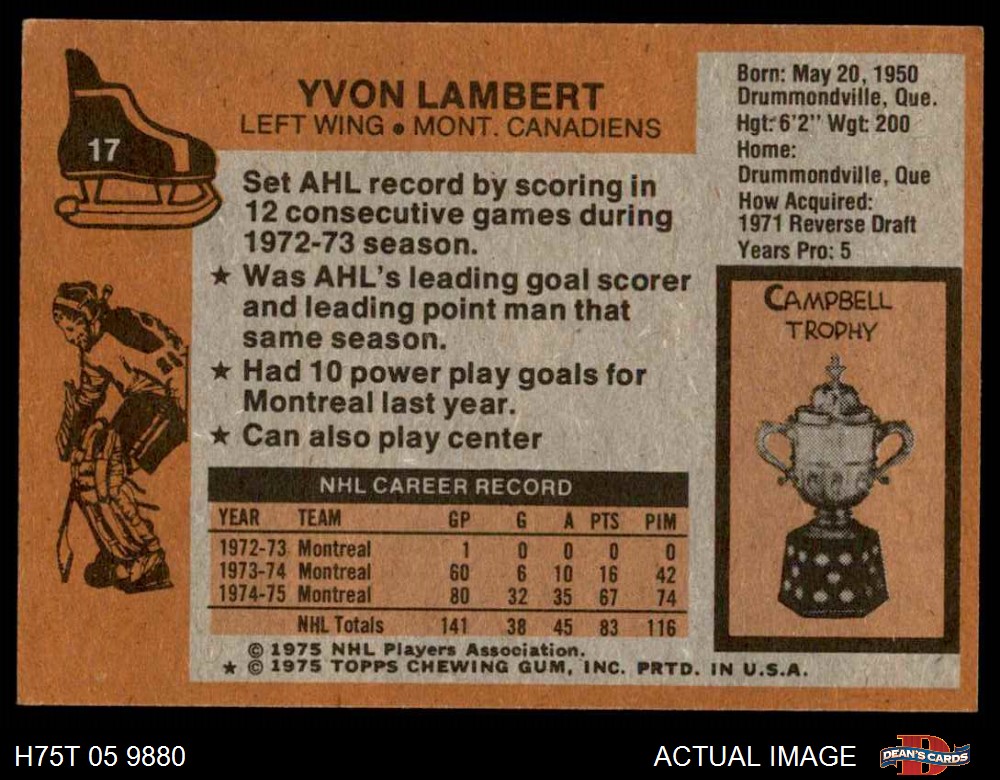 17
YVON LAMBERT
LEFT WING • MONT. CANADIENS
Born: May 20, 1950
Drummondville, Que.
Hgt: 6'2" Wgt: 200
Home:
Drummondville, Que
How Acquired:
1971 Reverse Draft
Years Pro: 5
Set AHL record by scoring in
12 consecutive games during
1972-73 season.
★ Was AHL's leading goal scorer
and leading point man that
same season.
★ Had 10 power play goals for
Montreal last year.
★ Can also play center
CAMPBELL
TROPHY
NHL CAREER RECORD
YEAR TEAM GP G A PTS PIM
1972-73 Montreal 1 0 0 0 0
1973-74 Montreal 60 6 10 16 42
1974-75 Montreal 80 32 35 67 74
NHL Totals 141 38 45 83 116
© 1975 NHL Players Association.
★ © 1975 TOPPS CHEWING GUM, INC. PRTD. IN U.S.A.
H75T 05 9880
ACTUAL IMAGE
DEAN'S CARDS